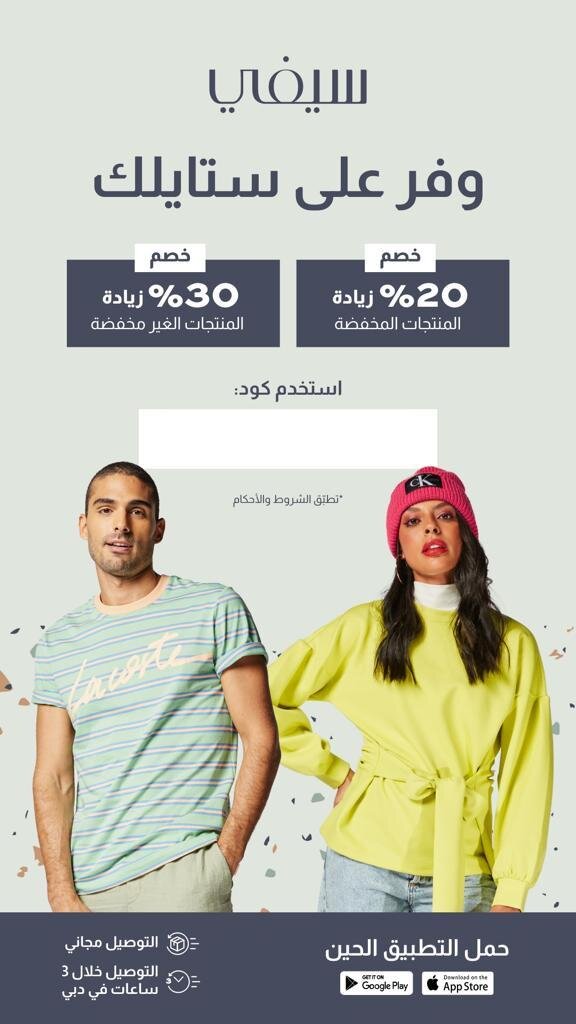 سيفي
وفر على ستايلك
خصم
%20 زيادة
المنتجات المخفضة
خصم
%30 زيادة
المنتجات الغير مخفضة
استخدم كود:
*تطبّق الشروط والأحكام
CK
Lacoste
حمل التطبيق الحين
Download on the
App Store
GET IT ON
Google Play
التوصيل مجاني
التوصيل خلال 3
ساعات في دبي
3